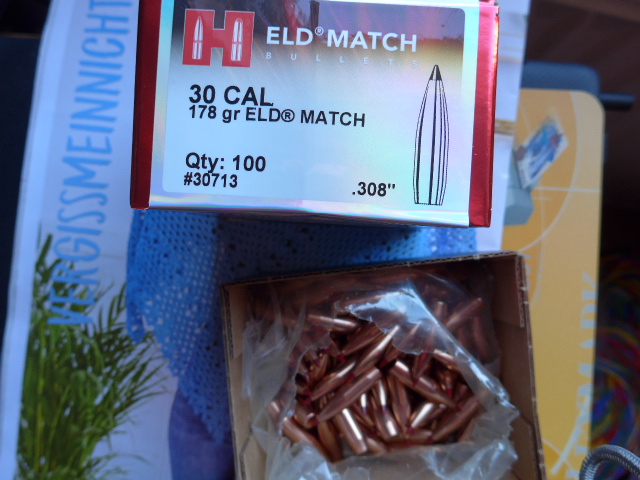 H
ELD® MATCH
BULLETS
30 CAL
178 gr ELD® MATCH
Qty: 100
#30713
.308"
VERGISSMEINNICHT